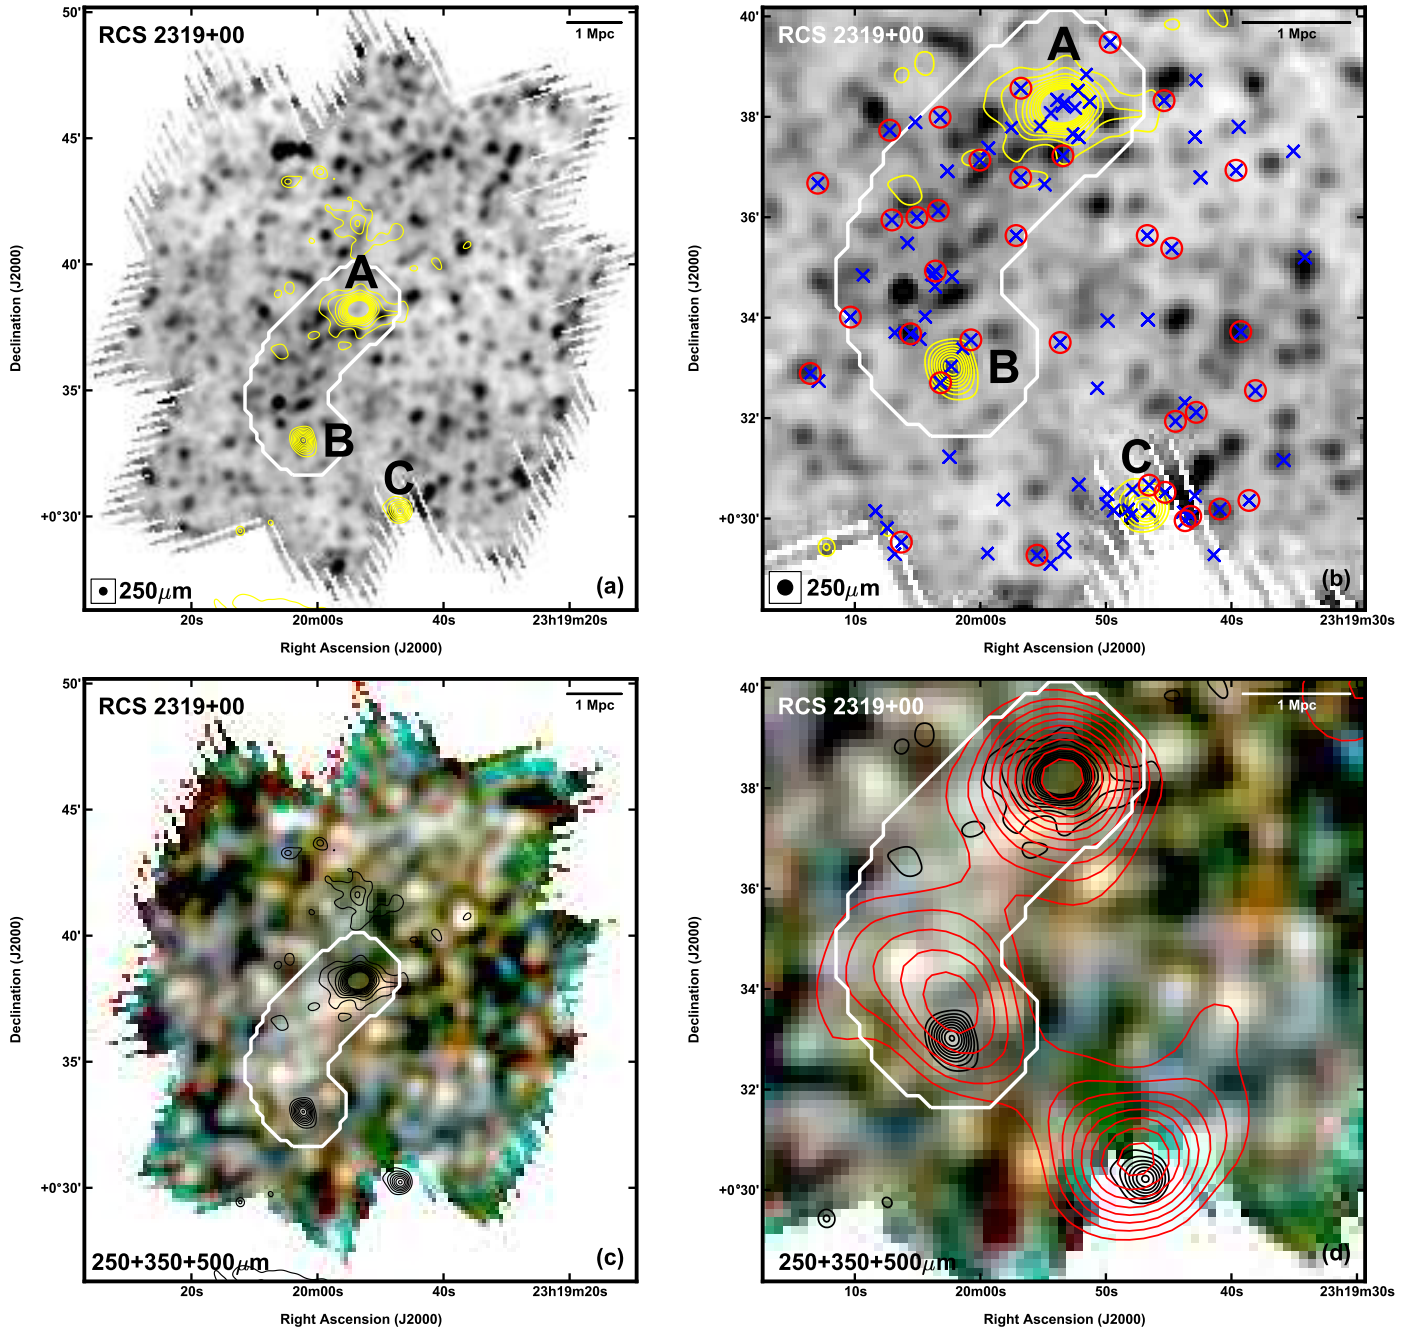 RCS 2319+00
1 Mpc
A
B
C
250μm
(a)
50'
45'
40'
35'
+0°30'
Declination (J2000)
20s
20m00s
40s
23h19m20s
Right Ascension (J2000)
RCS 2319+00
1 Mpc
A
B
C
250μm
(b)
40'
38'
36'
34'
32'
+0°30'
Declination (J2000)
10s
20m00s
50s
23h19m30s
Right Ascension (J2000)
RCS 2319+00
1 Mpc
250+350+500μm
(c)
50'
45'
40'
35'
+0°30'
Declination (J2000)
20s
20m00s
40s
23h19m20s
Right Ascension (J2000)
RCS 2319+00
1 Mpc
250+350+500μm
(d)
40'
38'
36'
34'
32'
+0°30'
Declination (J2000)
10s
20m00s
50s
23h19m30s
Right Ascension (J2000)